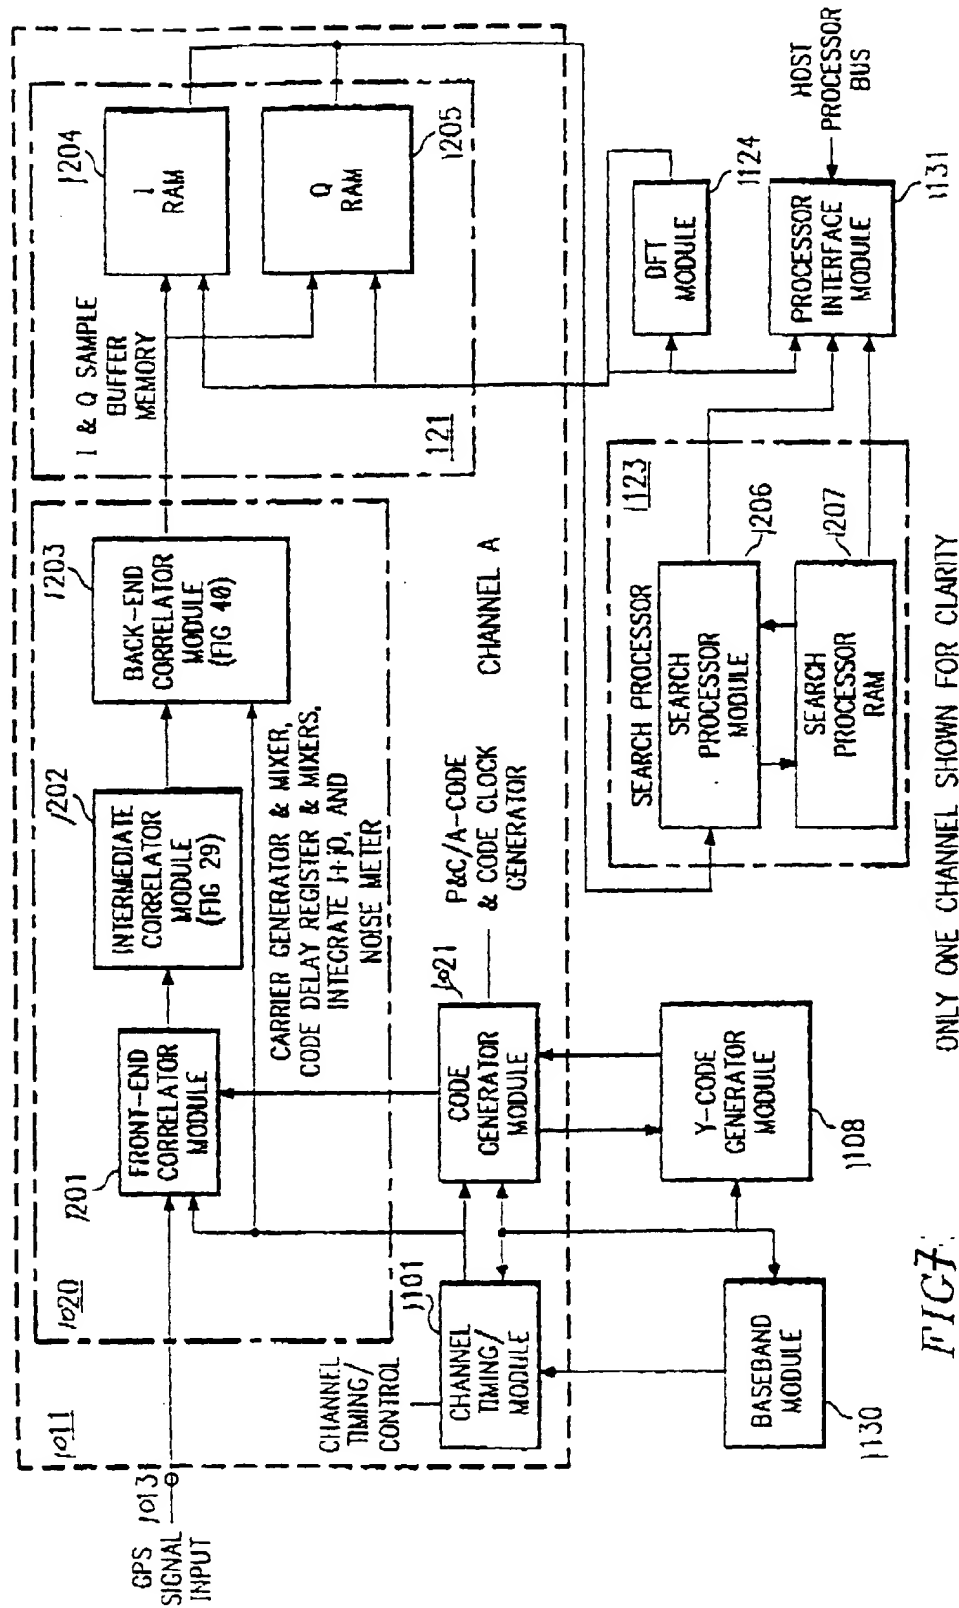 GPS
SIGNAL
INPUT
1013
1011
1020
1201
FRONT-END
CORRELATOR
MODULE
1202
INTERMEDIATE
CORRELATOR
MODULE
(FIG 29)
1203
BACK-END
CORRELATOR
MODULE
(FIG 40)
CARRIER GENERATOR & MIXER,
CODE DELAY REGISTER & MIXERS,
INTEGRATE I+jQ, AND
NOISE METER
I & Q SAMPLE
BUFFER
MEMORY
121
1204
I
RAM
Q
RAM
1205
CHANNEL
TIMING/
CONTROL
1101
CHANNEL
TIMING/
MODULE
1021
CODE
GENERATOR
MODULE
P&C/A-CODE
& CODE CLOCK
GENERATOR
CHANNEL A
BASEBAND
MODULE
1130
Y-CODE
GENERATOR
MODULE
1108
SEARCH PROCESSOR
1123
SEARCH
PROCESSOR
MODULE
1206
SEARCH
PROCESSOR
RAM
1207
DFT
MODULE
1124
PROCESSOR
INTERFACE
MODULE
1131
HOST
PROCESSOR
BUS
ONLY ONE CHANNEL SHOWN FOR CLARITY
FIG 7.